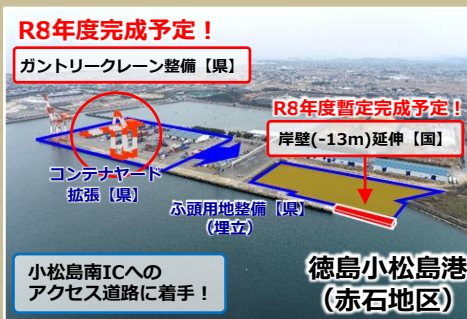 R8年度完成予定！
ガントリークレーン整備【県】
R8年度暫定完成予定！
岸壁(-13m)延伸【国】
コンテナヤード
拡張【県】
ふ頭用地整備【県】
（埋立）
小松島南ICへの
アクセス道路に着手！
徳島小松島港
（赤石地区）